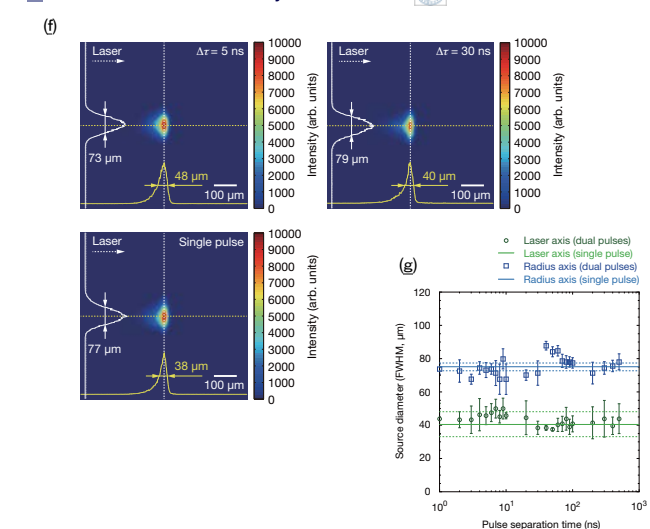 (f)
Laser
Δτ = 5 ns
73 μm
48 μm
100 μm
10000
9000
8000
7000
6000
5000
4000
3000
2000
1000
0
Intensity (arb. units)
Laser
Δτ = 30 ns
79 μm
40 μm
100 μm
10000
9000
8000
7000
6000
5000
4000
3000
2000
1000
0
Intensity (arb. units)
Laser
Single pulse
77 μm
38 μm
100 μm
10000
9000
8000
7000
6000
5000
4000
3000
2000
1000
0
Intensity (arb. units)
(g)
Laser axis (dual pulses)
Laser axis (single pulse)
Radius axis (dual pulses)
Radius axis (single pulse)
120
100
80
60
40
20
0
Source diameter (FWHM, μm)
10⁰ 10¹ 10² 10³
Pulse separation time (ns)